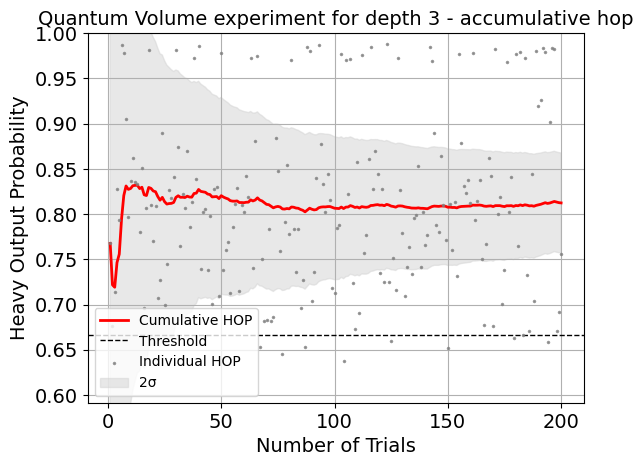 Quantum Volume experiment for depth 3 - accumulative hop
1.00
0.95
0.90
0.85
0.80
0.75
0.70
0.65
0.60
Heavy Output Probability
Cumulative HOP
Threshold
Individual HOP
2σ
0 50 100 150 200
Number of Trials